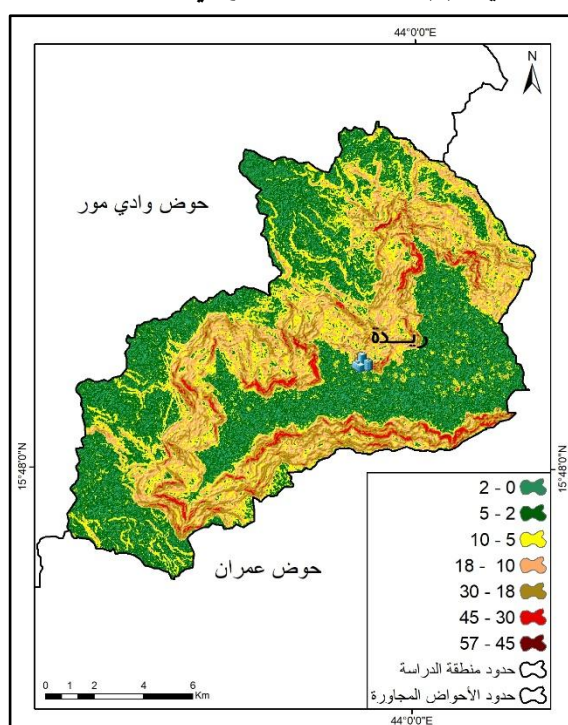 44°0'0"E
N
حوض وادي مور
ريـدة
15°48'0"N
15°48'0"N
حوض عمران
2 - 0
5 - 2
10 - 5
18 - 10
30 - 18
45 - 30
57 - 45
حدود منطقة الدراسة
حدود الأحواض المجاورة
0 1 2 4 6
Km
44°0'0"E